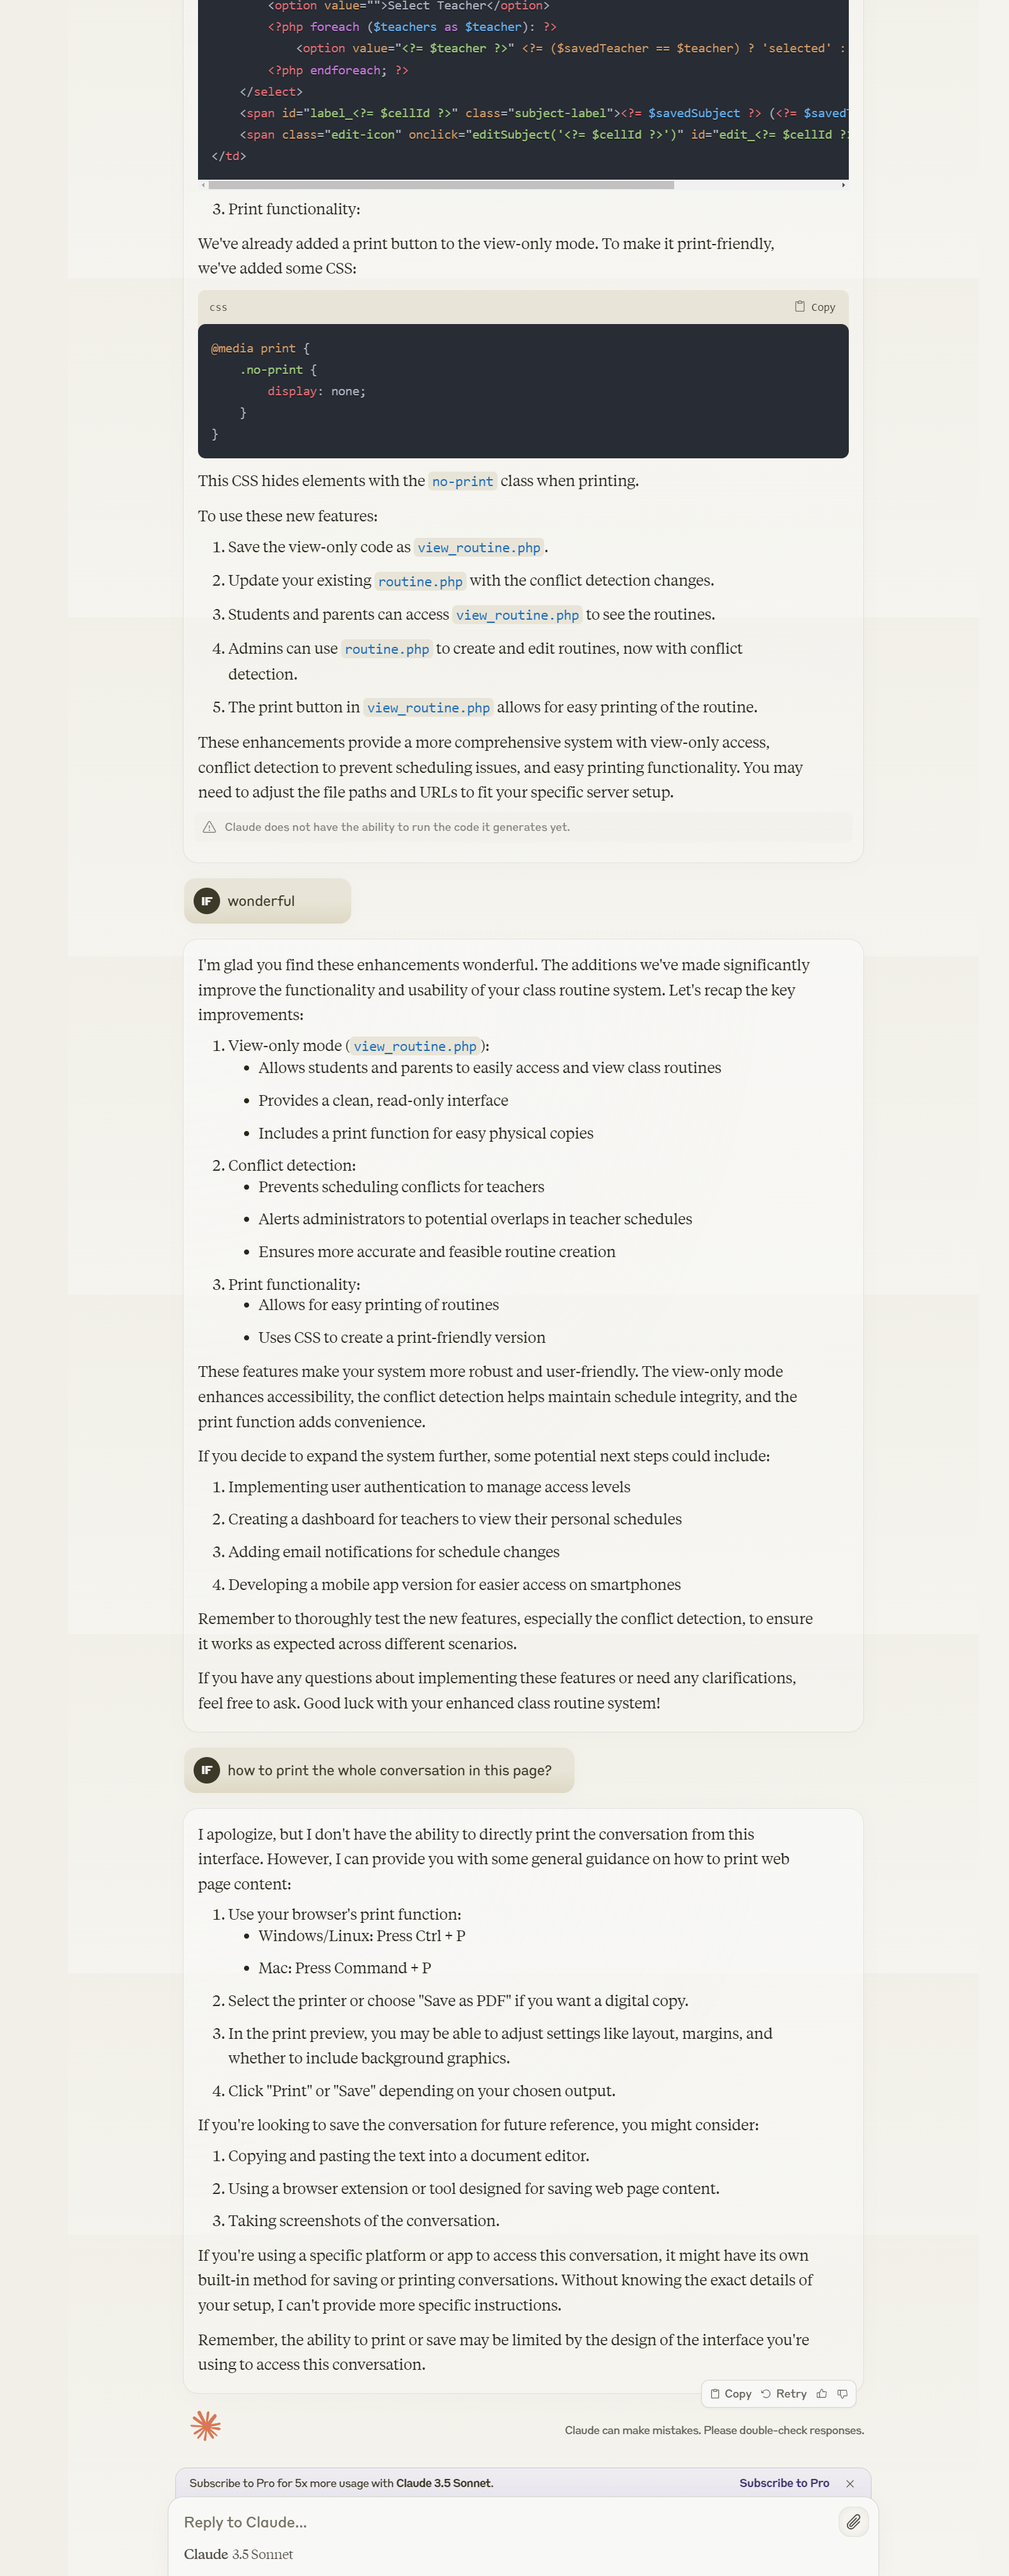 <option value="">Select Teacher</option>
<?php foreach ($teachers as $teacher): ?>
<option value="<?= $teacher ?>" <?= ($savedTeacher == $teacher) ? 'selected' :
<?php endforeach; ?>
</select>
<span id="label_<?= $cellId ?>" class="subject-label"><?= $savedSubject ?> (<?= $saved
<span class="edit-icon" onclick="editSubject('<?= $cellId ?>')" id="edit_<?= $cellId ?
</td>
3. Print functionality:
We've already added a print button to the view-only mode. To make it print-friendly,
we've added some CSS:
css
Copy
@media print {
.no-print {
display: none;
}
}
This CSS hides elements with the no-print class when printing.
To use these new features:
1. Save the view-only code as view_routine.php.
2. Update your existing routine.php with the conflict detection changes.
3. Students and parents can access view_routine.php to see the routines.
4. Admins can use routine.php to create and edit routines, now with conflict
detection.
5. The print button in view_routine.php allows for easy printing of the routine.
These enhancements provide a more comprehensive system with view-only access,
conflict detection to prevent scheduling issues, and easy printing functionality. You may
need to adjust the file paths and URLs to fit your specific server setup.
Claude does not have the ability to run the code it generates yet.
IF wonderful
I'm glad you find these enhancements wonderful. The additions we've made significantly
improve the functionality and usability of your class routine system. Let's recap the key
improvements:
1. View-only mode (view_routine.php):
• Allows students and parents to easily access and view class routines
• Provides a clean, read-only interface
• Includes a print function for easy physical copies
2. Conflict detection:
• Prevents scheduling conflicts for teachers
• Alerts administrators to potential overlaps in teacher schedules
• Ensures more accurate and feasible routine creation
3. Print functionality:
• Allows for easy printing of routines
• Uses CSS to create a print-friendly version
These features make your system more robust and user-friendly. The view-only mode
enhances accessibility, the conflict detection helps maintain schedule integrity, and the
print function adds convenience.
If you decide to expand the system further, some potential next steps could include:
1. Implementing user authentication to manage access levels
2. Creating a dashboard for teachers to view their personal schedules
3. Adding email notifications for schedule changes
4. Developing a mobile app version for easier access on smartphones
Remember to thoroughly test the new features, especially the conflict detection, to ensure
it works as expected across different scenarios.
If you have any questions about implementing these features or need any clarifications,
feel free to ask. Good luck with your enhanced class routine system!
IF how to print the whole conversation in this page?
I apologize, but I don't have the ability to directly print the conversation from this
interface. However, I can provide you with some general guidance on how to print web
page content:
1. Use your browser's print function:
• Windows/Linux: Press Ctrl + P
• Mac: Press Command + P
2. Select the printer or choose "Save as PDF" if you want a digital copy.
3. In the print preview, you may be able to adjust settings like layout, margins, and
whether to include background graphics.
4. Click "Print" or "Save" depending on your chosen output.
If you're looking to save the conversation for future reference, you might consider:
1. Copying and pasting the text into a document editor.
2. Using a browser extension or tool designed for saving web page content.
3. Taking screenshots of the conversation.
If you're using a specific platform or app to access this conversation, it might have its own
built-in method for saving or printing conversations. Without knowing the exact details of
your setup, I can't provide more specific instructions.
Remember, the ability to print or save may be limited by the design of the interface you're
using to access this conversation.
Copy Retry
Claude can make mistakes. Please double-check responses.
Subscribe to Pro for 5x more usage with Claude 3.5 Sonnet. Subscribe to Pro
Reply to Claude...
Claude 3.5 Sonnet